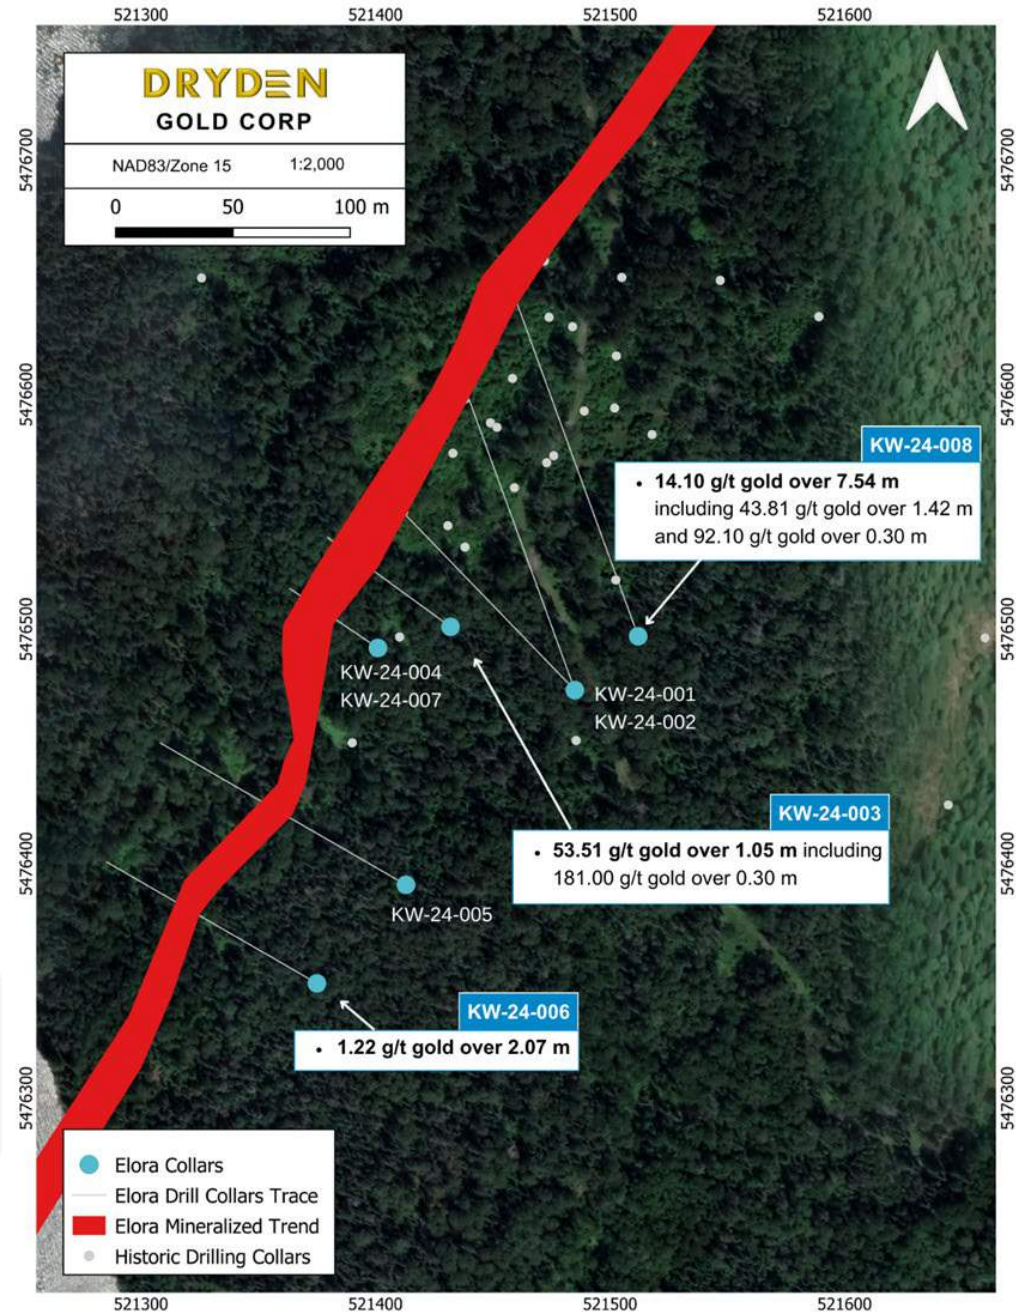 521300
521400
521500
521600
DRYDEN
GOLD CORP
NAD83/Zone 15 1:2,000
0 50 100 m
5476700
5476700
5476600
5476600
KW-24-008
• 14.10 g/t gold over 7.54 m
including 43.81 g/t gold over 1.42 m
and 92.10 g/t gold over 0.30 m
5476500
5476500
KW-24-004
KW-24-007
KW-24-001
KW-24-002
KW-24-003
• 53.51 g/t gold over 1.05 m including
181.00 g/t gold over 0.30 m
5476400
5476400
KW-24-005
KW-24-006
• 1.22 g/t gold over 2.07 m
5476300
5476300
Elora Collars
Elora Drill Collars Trace
Elora Mineralized Trend
Historic Drilling Collars
521300
521400
521500
521600